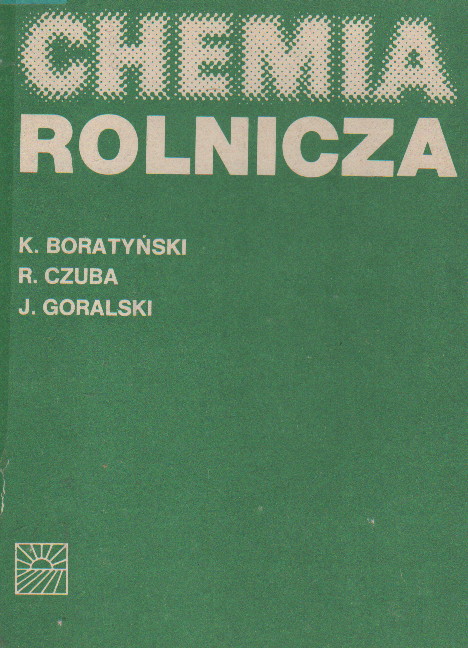 CHEMIA
ROLNICZA
K. BORATYŃSKI
R. CZUBA
J. GORALSKI